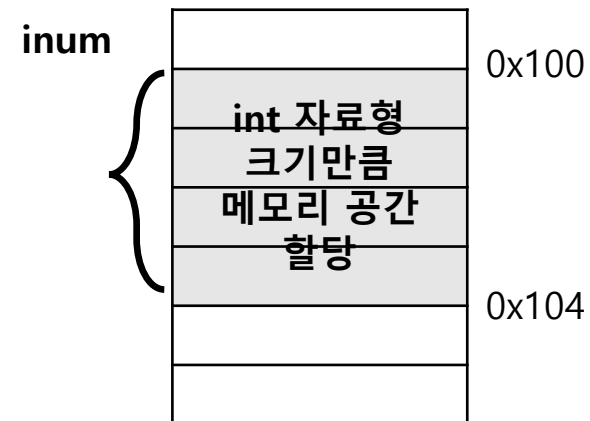 inum
0x100
int 자료형
크기만큼
메모리 공간
할당
0x104